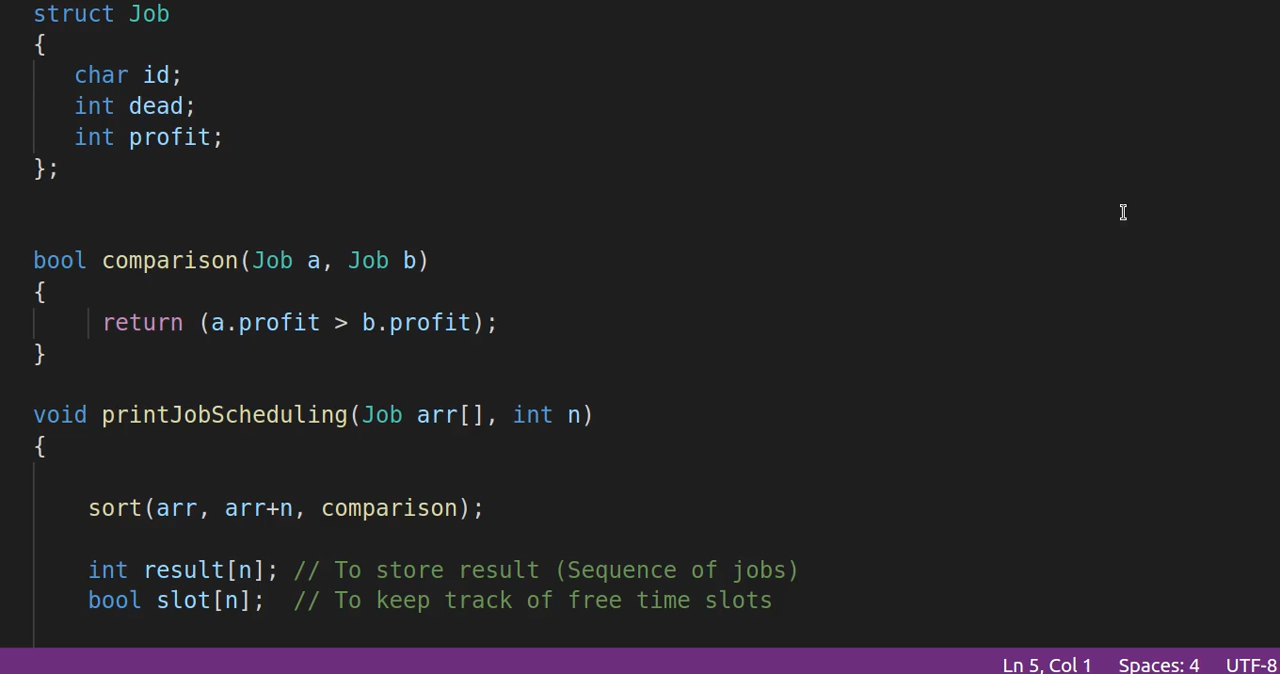 struct Job
{
char id;
int dead;
int profit;
};
bool comparison(Job a, Job b)
{
return (a.profit > b.profit);
}
void printJobScheduling(Job arr[], int n)
{
sort(arr, arr+n, comparison);
int result[n]; // To store result (Sequence of jobs)
bool slot[n];  // To keep track of free time slots
Ln 5, Col 1 Spaces: 4 UTF-8